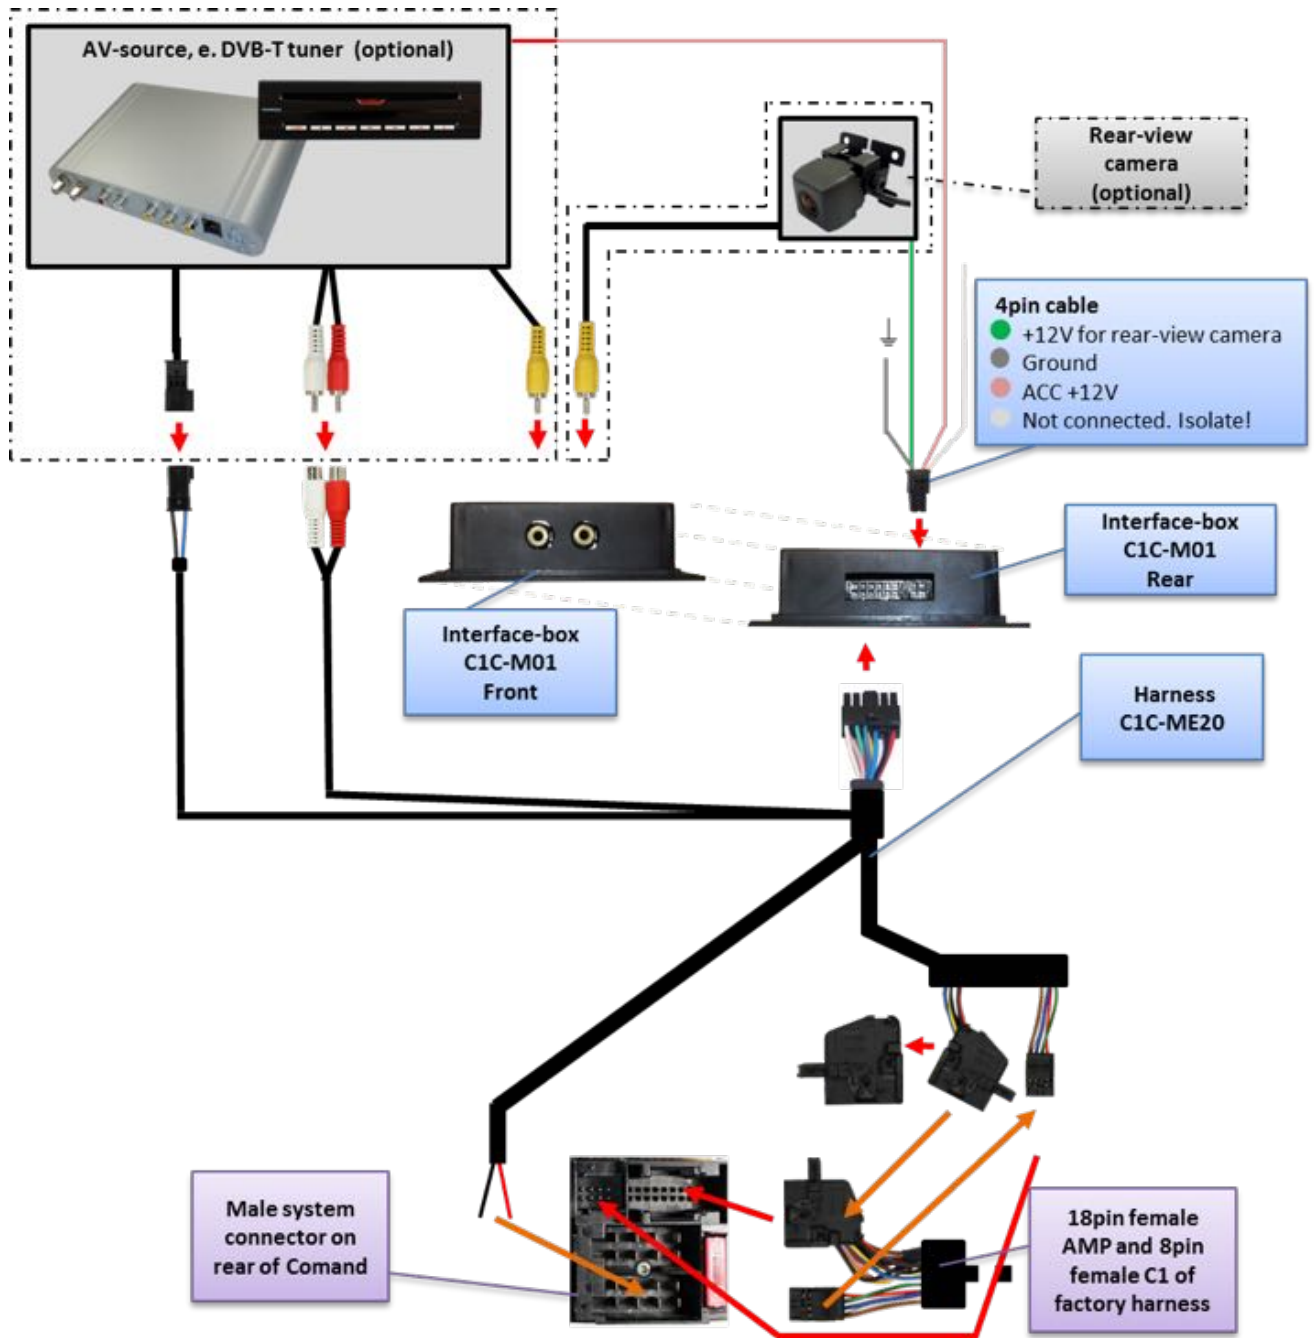 AV-source, e. DVB-T tuner (optional)
Rear-view
camera
(optional)
4pin cable
+12V for rear-view camera
Ground
ACC +12V
Not connected. Isolate!
Interface-box
C1C-M01
Rear
Interface-box
C1C-M01
Front
Harness
C1C-ME20
Male system
connector on
rear of Comand
18pin female
AMP and 8pin
female C1 of
factory harness